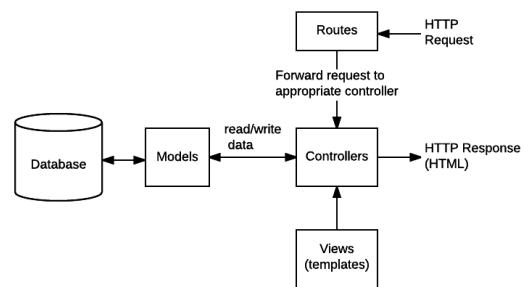 Routes
HTTP
Request
Forward request to
appropriate controller
Database
Models
read/write
data
Controllers
HTTP Response
(HTML)
Views
(templates)